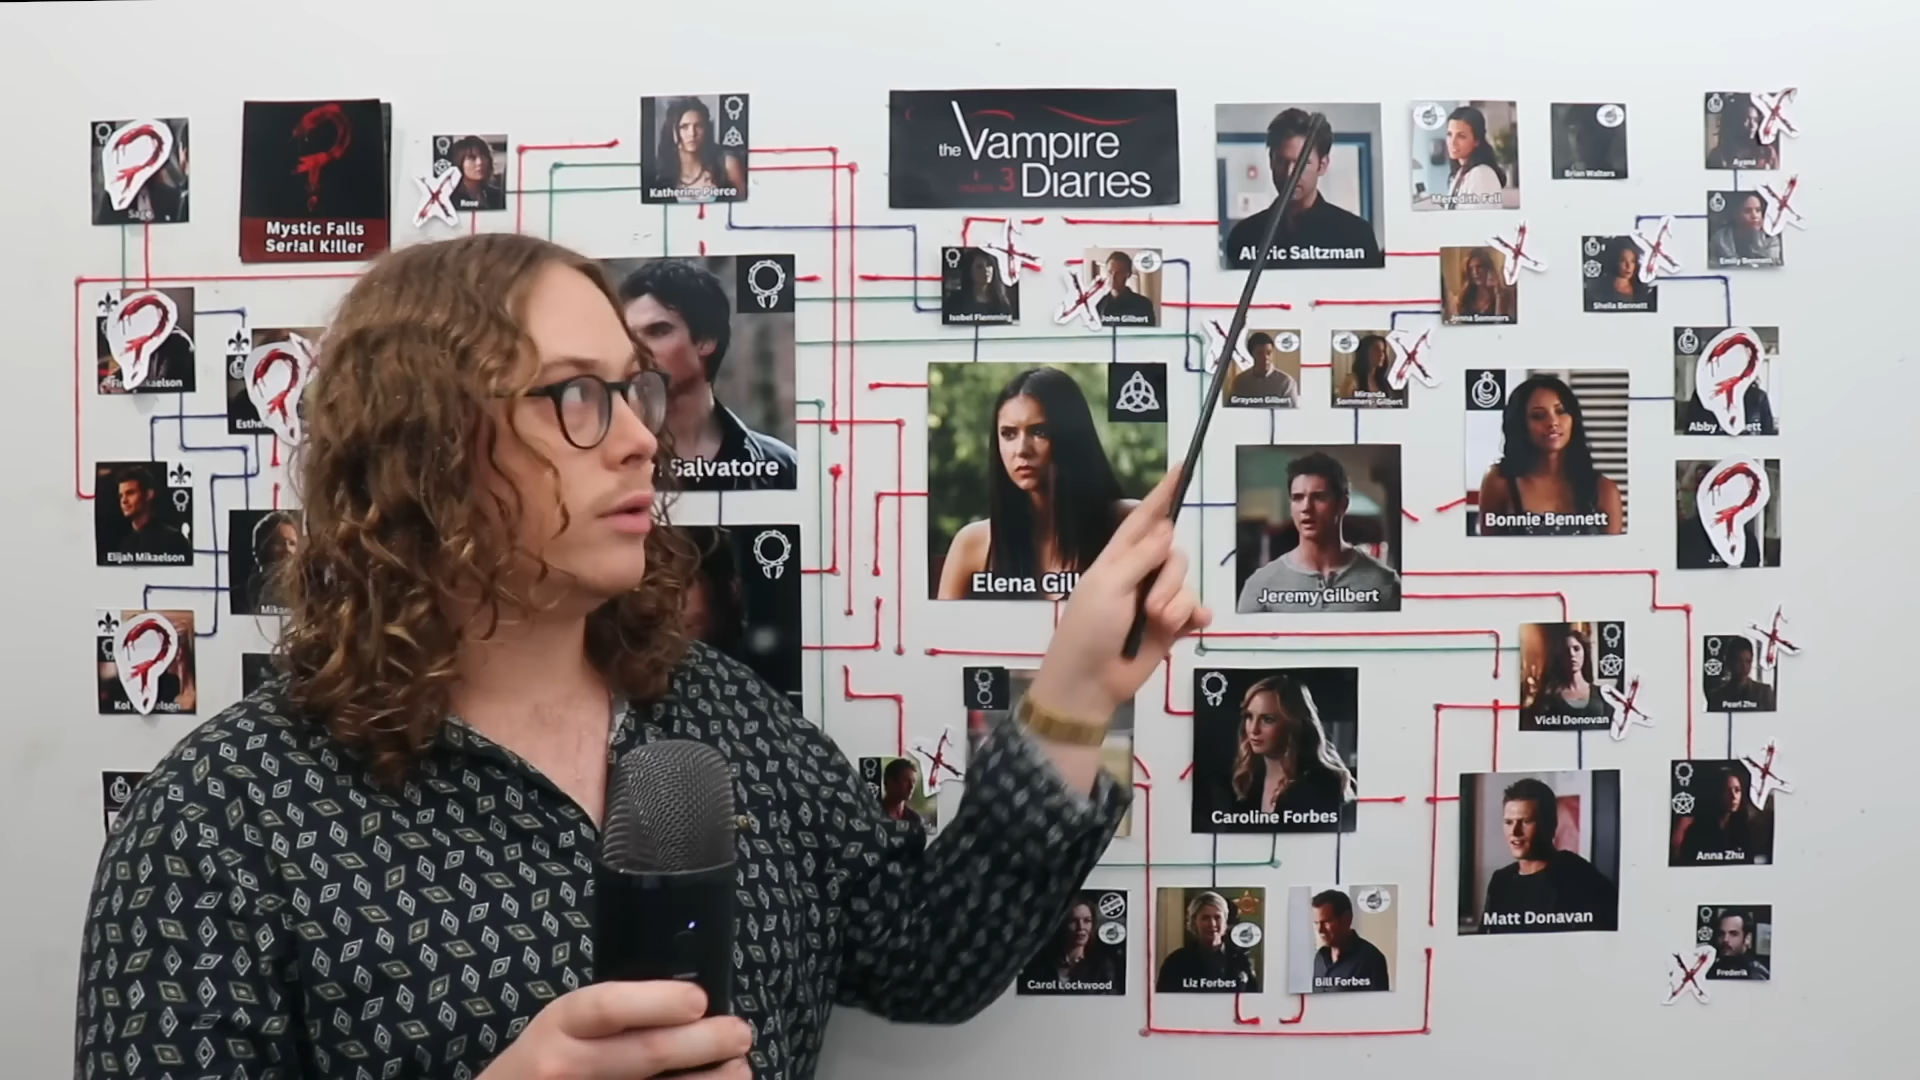 the Vampire
Diaries
3
Mystic Falls
Ser!al K!ller
Rose
Katherine Pierce
Alaric Saltzman
Meredith Fell
Brian Walters
Ayana
Emily Bennett
Sheila Bennett
Isobel Flemming
John Gilbert
Jenna Sommers
Grayson Gilbert
Miranda
Sommers-Gilbert
Salvatore
Elena Gil
Jeremy Gilbert
Bonnie Bennett
Abby
Elijah Mikaelson
Kol
Vicki Donovan
Pearl Zhu
Caroline Forbes
Matt Donavan
Anna Zhu
Carol Lockwood
Liz Forbes
Bill Forbes
Frederik